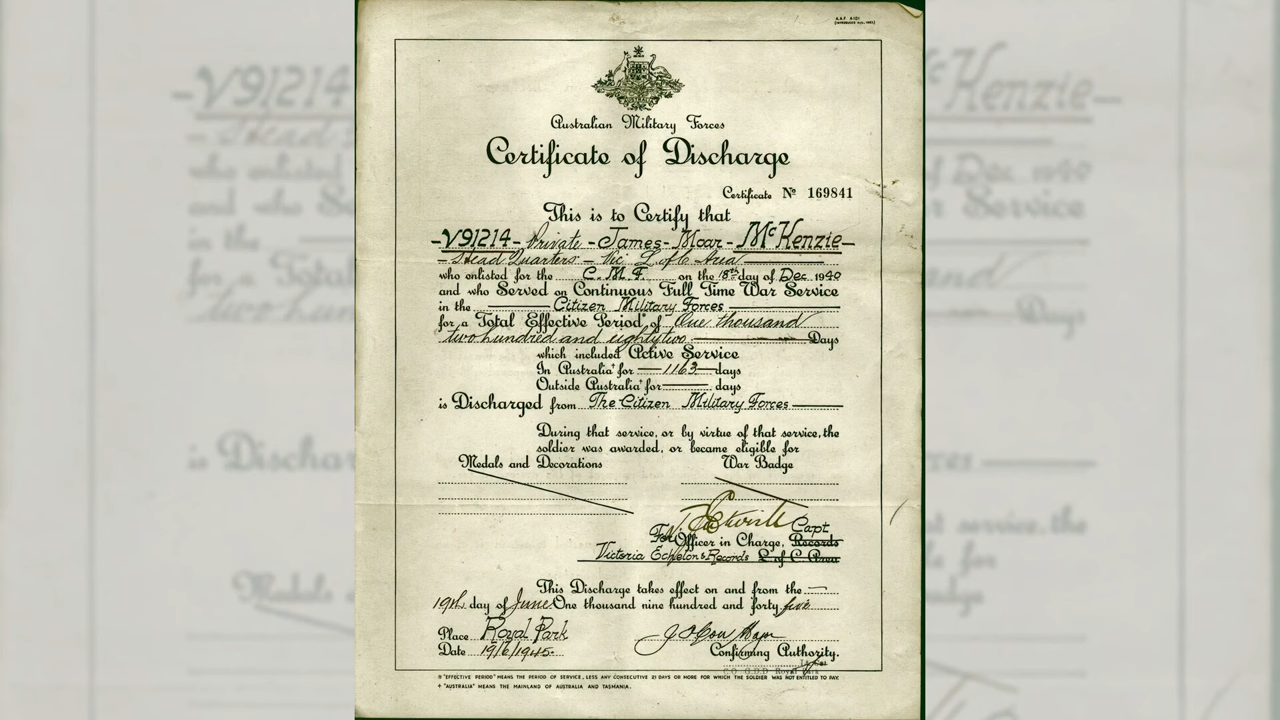 A.A.F. A101
Australian Military Forces
Certificate of Discharge
Certificate No 169841
This is to Certify that
-V91214- Private -James- Moar- McKenzie-
-Head Quarters - Vic L of C Area
who enlisted for the C.M.F. on the 18th day of Dec 1940
and who Served on Continuous Full Time War Service
in the Citizen Military Forces
for a Total Effective Period* of One thousand
two hundred and eighty two Days
which included Active Service
In Australia† for 1163 days
Outside Australia† for days
is Discharged from The Citizen Military Forces
During that service, or by virtue of that service, the
soldier was awarded, or became eligible for
Medals and Decorations War Badge
Capt
For Officer in Charge, Records
Victoria Echelon & Records L of C Area
This Discharge takes effect on and from the
19th day of June One thousand nine hundred and forty five
Place Royal Park Major
Date 19/6/1945 Confirming Authority.
C.O. G.D.D. Royal Park
* "EFFECTIVE PERIOD" MEANS THE PERIOD OF SERVICE, LESS ANY CONSECUTIVE 21 DAYS OR MORE FOR WHICH THE SOLDIER WAS NOT ENTITLED TO PAY.
† "AUSTRALIA" MEANS THE MAINLAND OF AUSTRALIA AND TASMANIA.